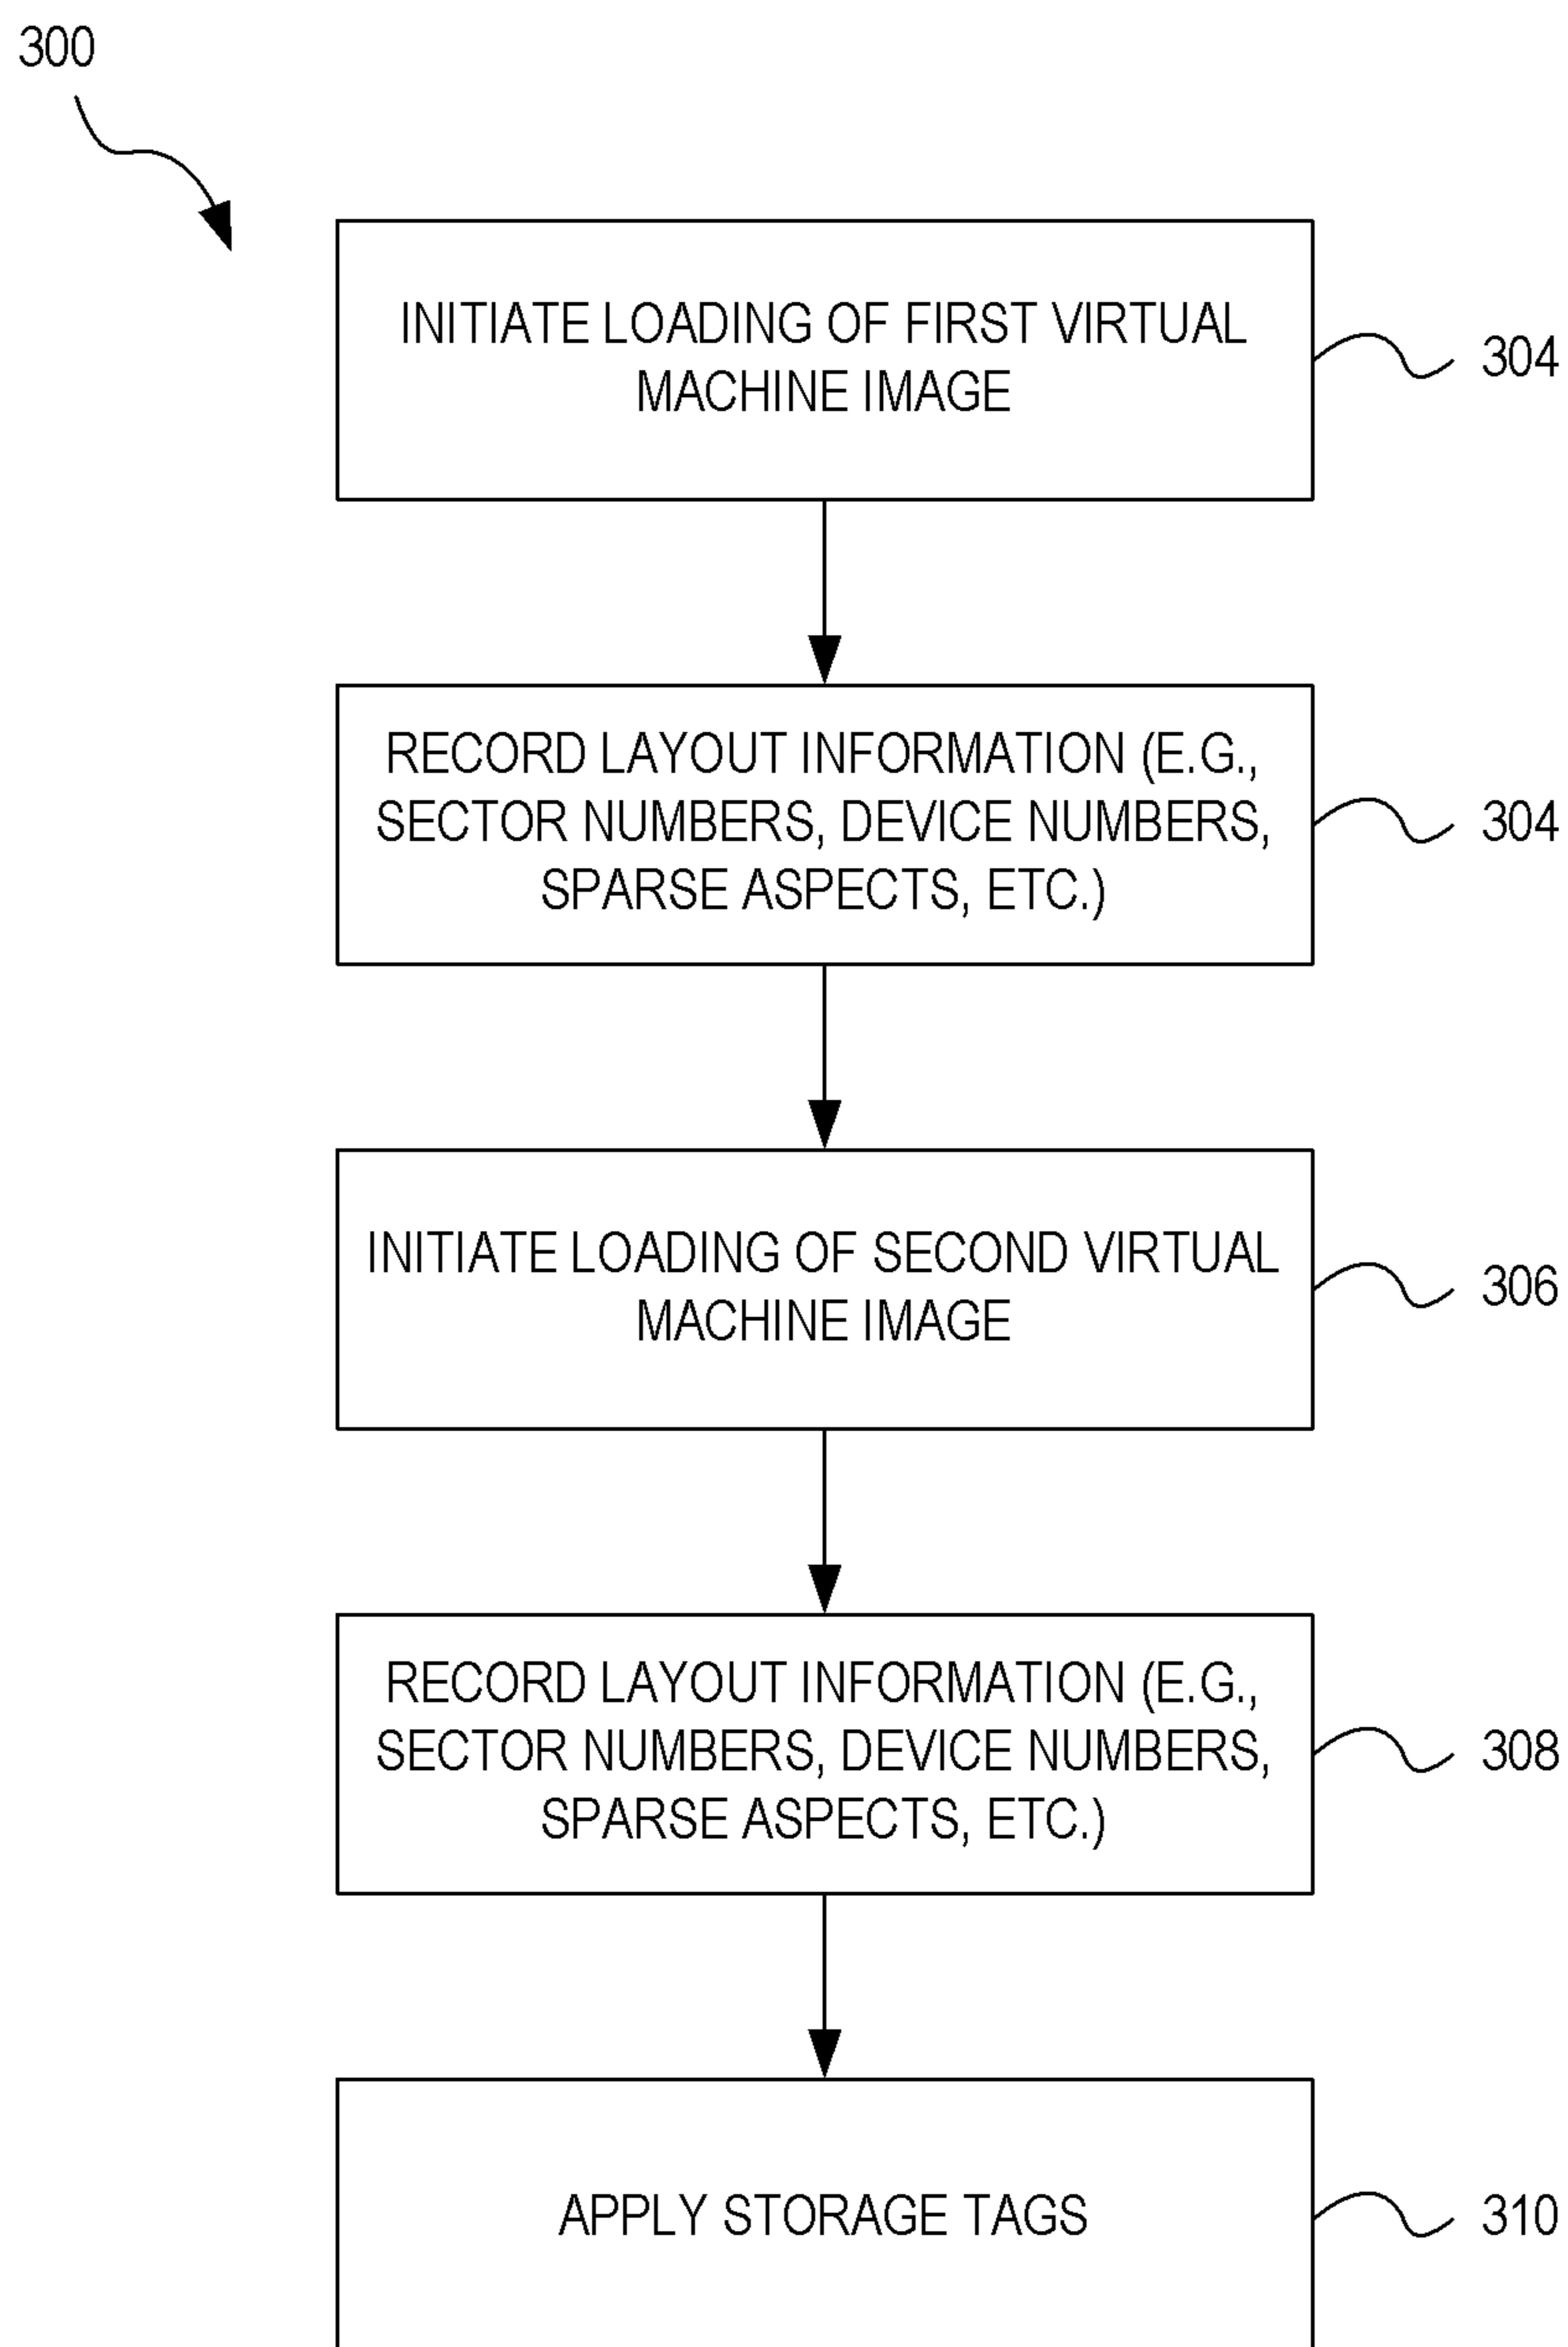 300
INITIATE LOADING OF FIRST VIRTUAL
MACHINE IMAGE
304
RECORD LAYOUT INFORMATION (E.G.,
SECTOR NUMBERS, DEVICE NUMBERS,
SPARSE ASPECTS, ETC.)
304
INITIATE LOADING OF SECOND VIRTUAL
MACHINE IMAGE
306
RECORD LAYOUT INFORMATION (E.G.,
SECTOR NUMBERS, DEVICE NUMBERS,
SPARSE ASPECTS, ETC.)
308
APPLY STORAGE TAGS
310